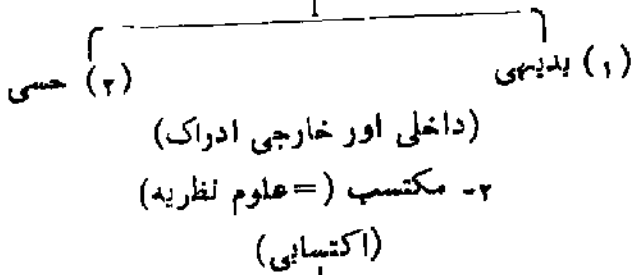 (۱) بدیہی (۲) حسی
(داخلی اور خارجی ادراک)
۲- مکتسب (=علوم نظریہ)
(اکتسابی)